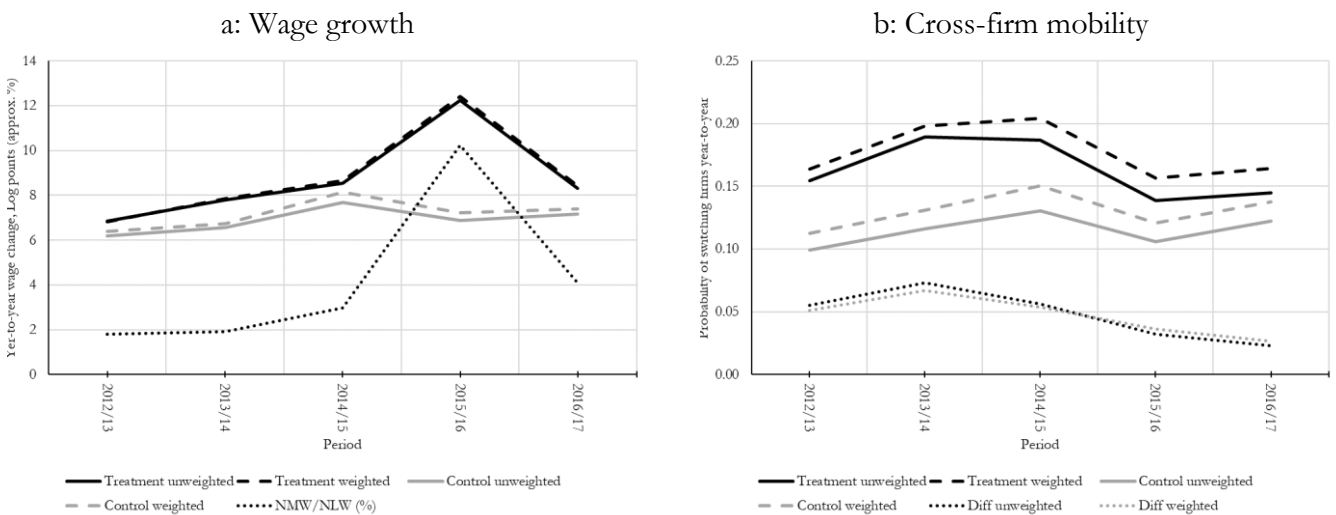 a: Wage growth
14
12
10
8
6
4
2
0
Yer-to-year wage change, Log points (approx. %)
2012/13
2013/14
2014/15
2015/16
2016/17
Period
Treatment unweighted
Treatment weighted
Control unweighted
Control weighted
NMW/NLW (%)
b: Cross-firm mobility
0.25
0.20
0.15
0.10
0.05
0.00
Probability of switching firms year-to-year
2012/13
2013/14
2014/15
2015/16
2016/17
Period
Treatment unweighted
Treatment weighted
Control unweighted
Control weighted
Diff unweighted
Diff weighted